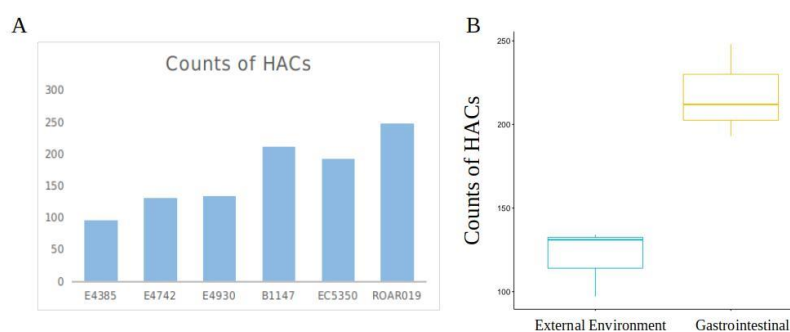 A
Counts of HACs
300
250
200
150
100
50
0
E4385 E4742 E4930 B1147 EC5350 ROAR019
B
Counts of HACs
250
200
150
100
External Environment Gastrointestinal